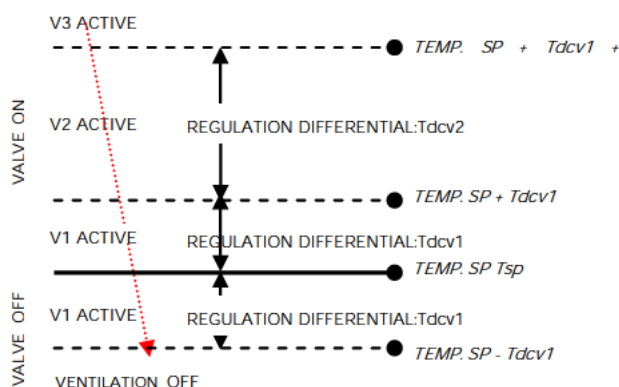 V3 ACTIVE
TEMP. SP + Tdcv1 +
VALVE ON
V2 ACTIVE
REGULATION DIFFERENTIAL:Tdcv2
TEMP. SP + Tdcv1
V1 ACTIVE
REGULATION DIFFERENTIAL:Tdcv1
TEMP. SP Tsp
VALVE OFF
V1 ACTIVE
REGULATION DIFFERENTIAL:Tdcv1
TEMP. SP - Tdcv1
VENTILATION OFF